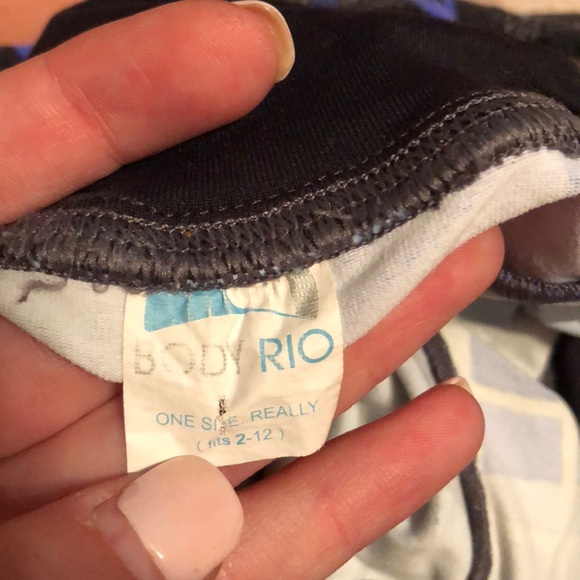 BODY RIO
ONE SIZE. REALLY.
( fits 2-12 )